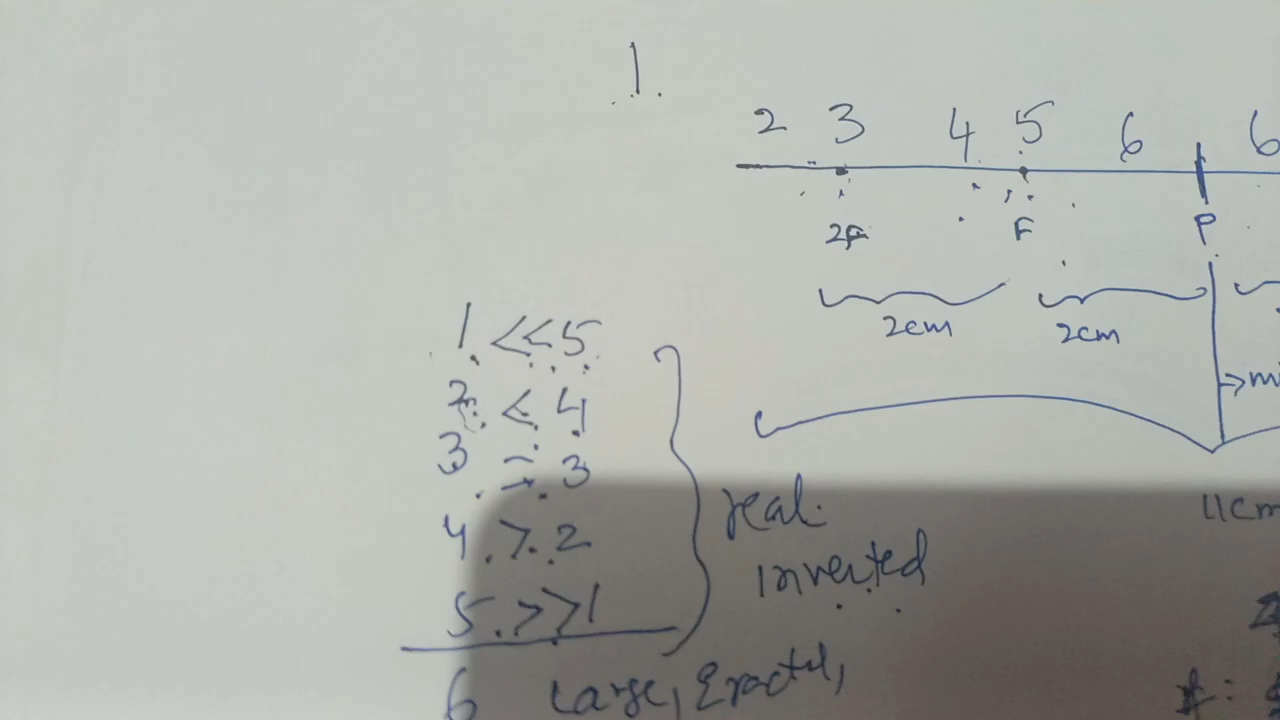 1.
2 3 4 5 6 6
2F F P
2cm 2cm
1 << 5
2 < 4
3 = 3
4 > 2
5 >> 1
real
inverted
11cm
6 Large,